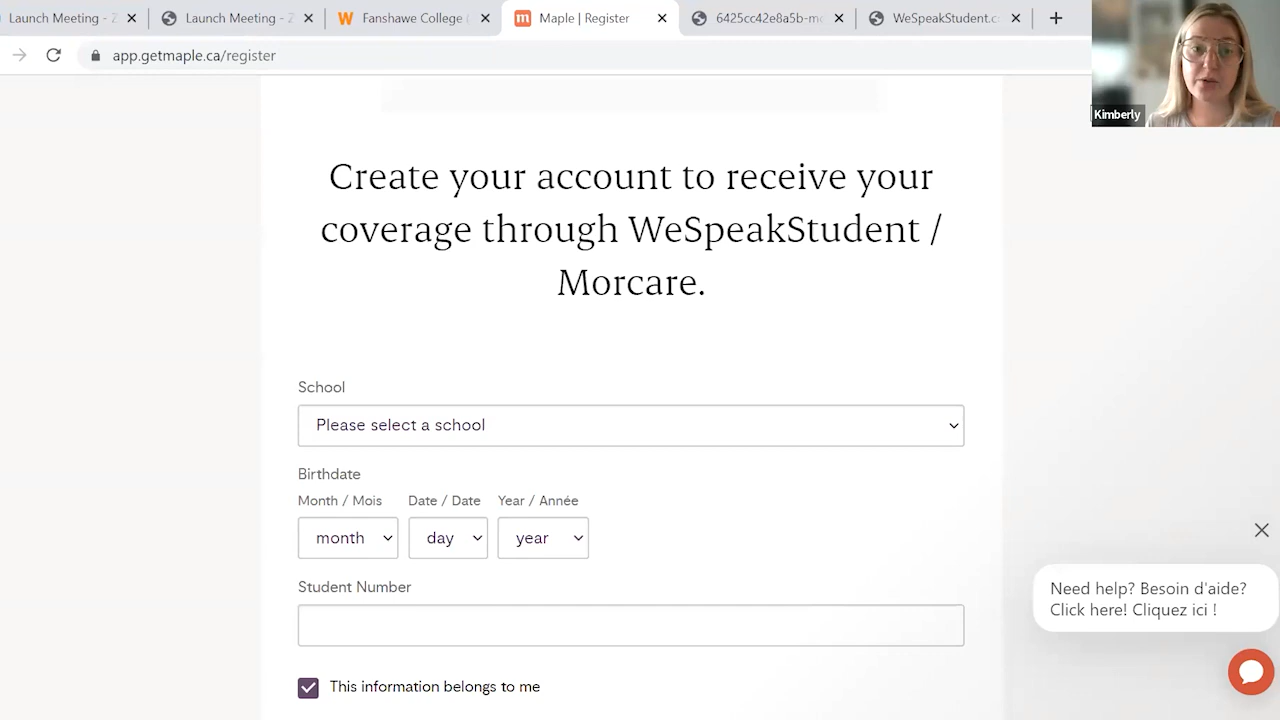 Launch Meeting - Z
Launch Meeting - Z
Fanshawe College (
Maple | Register
6425cc42e8a5b-mo
WeSpeakStudent.c
app.getmaple.ca/register
Kimberly
Create your account to receive your
coverage through WeSpeakStudent /
Morcare.
School
Please select a school
Birthdate
Month / Mois Date / Date Year / Année
month day year
Student Number
This information belongs to me
Need help? Besoin d'aide?
Click here! Cliquez ici !